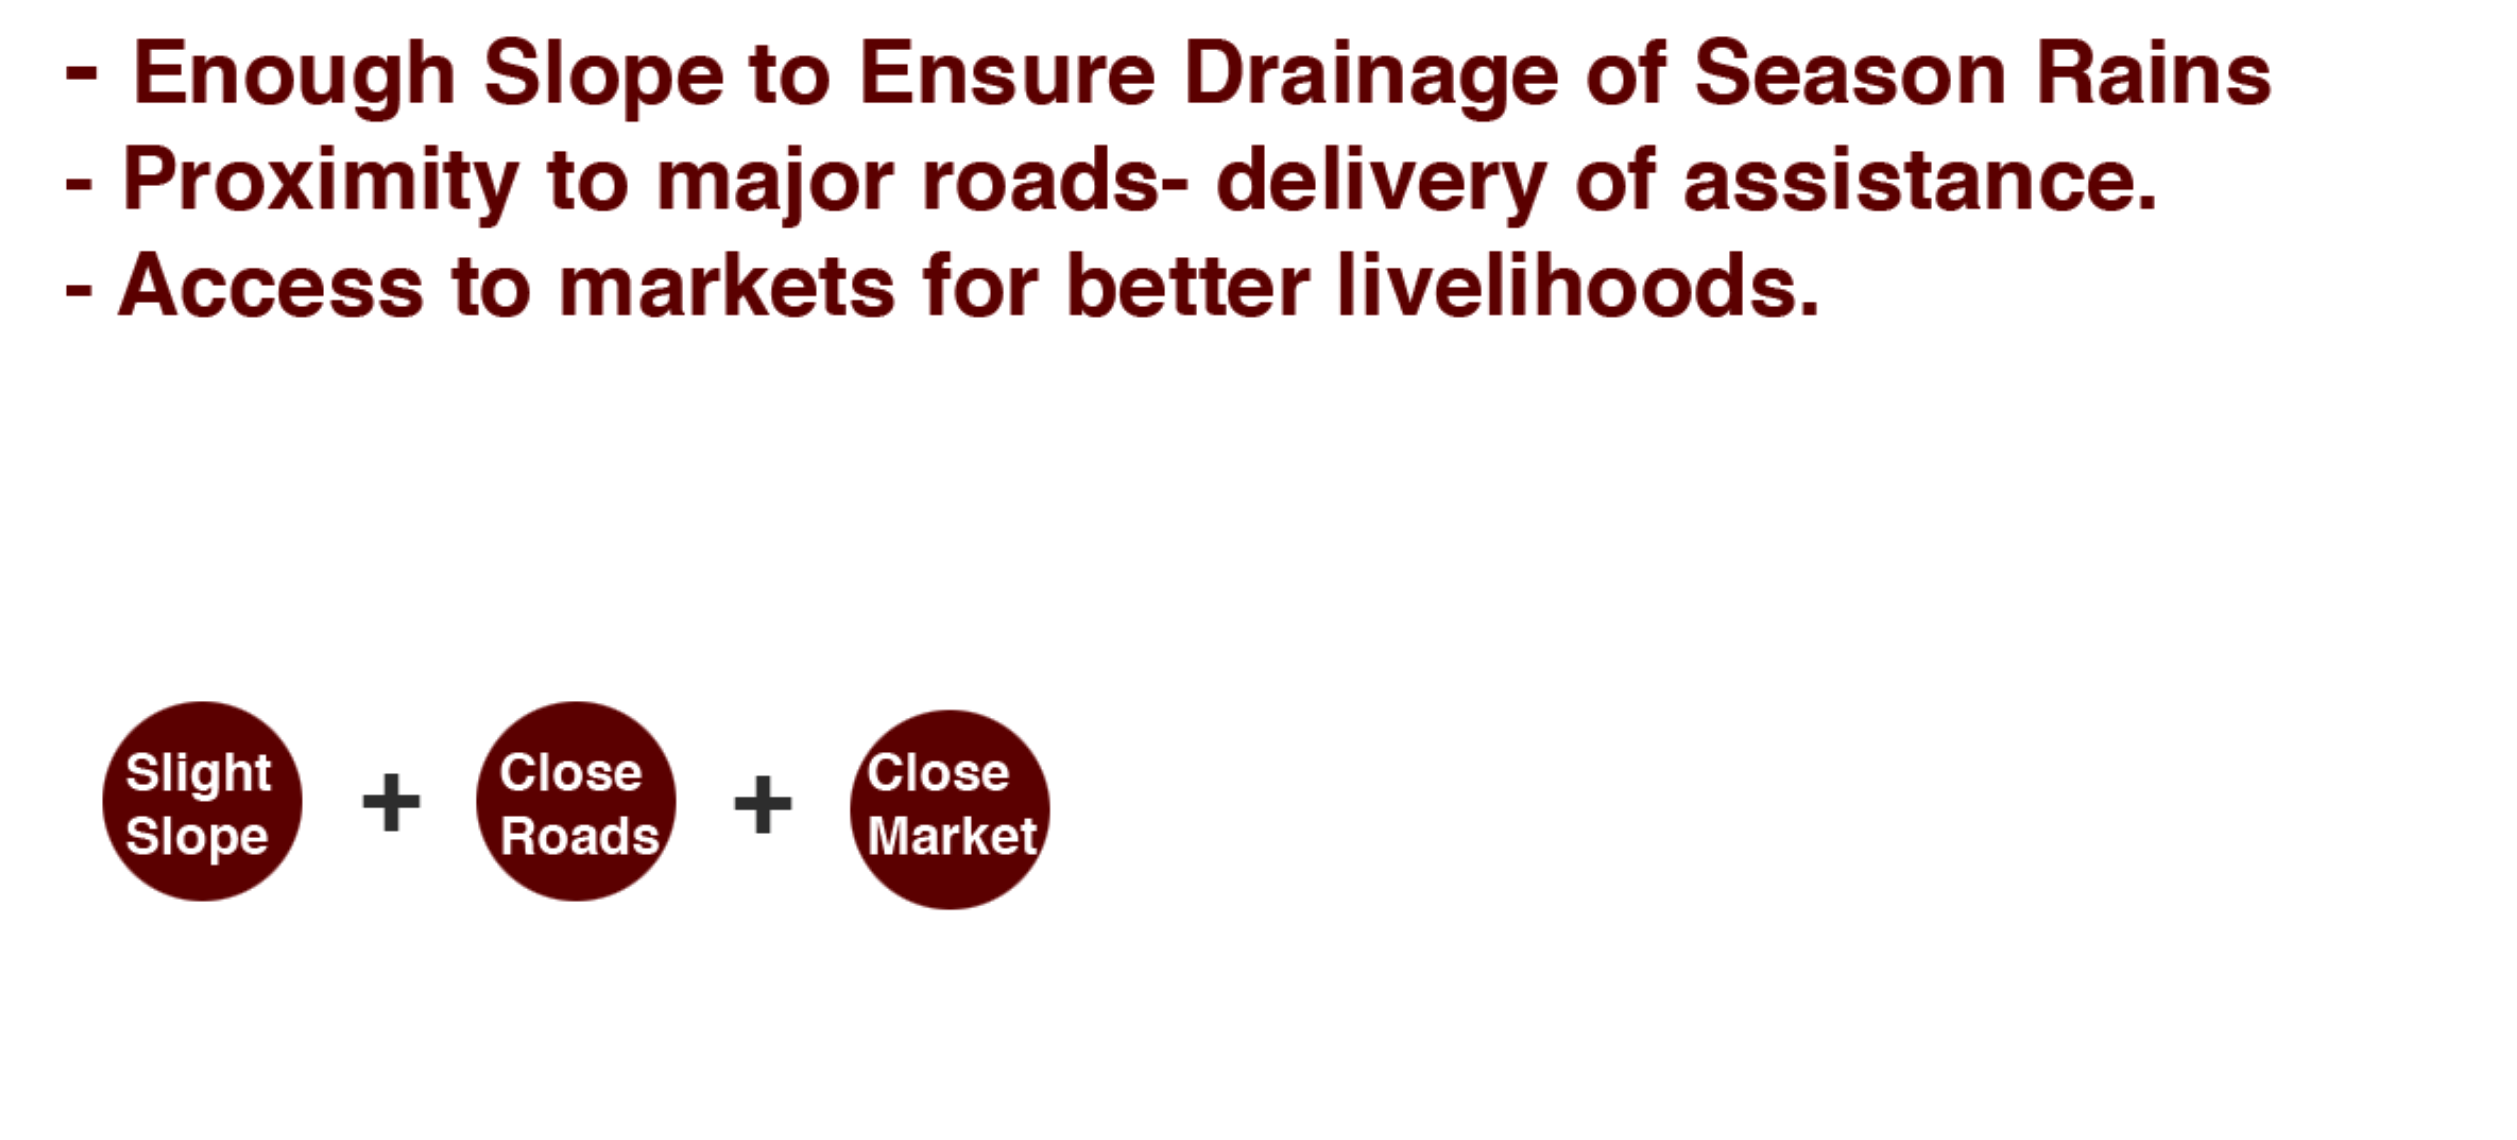 - Enough Slope to Ensure Drainage of Season Rains
- Proximity to major roads- delivery of assistance.
- Access to markets for better livelihoods.
Slight
Slope
+
Close
Roads
+
Close
Market